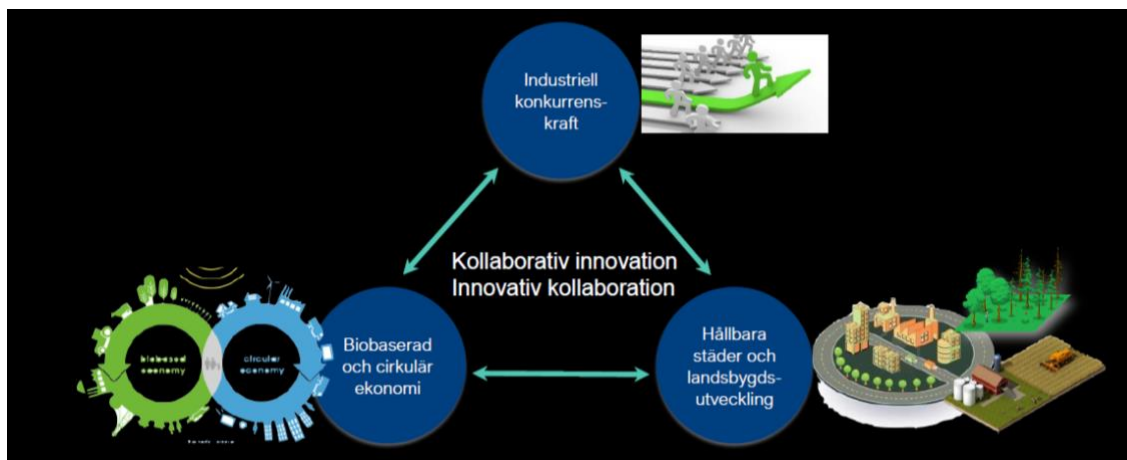 Industriell
konkurrens-
kraft
Kollaborativ innovation
Innovativ kollaboration
biobased
economy
circular
economy
Biobaserad
och cirkulär
ekonomi
Hållbara
städer och
landsbygds-
utveckling